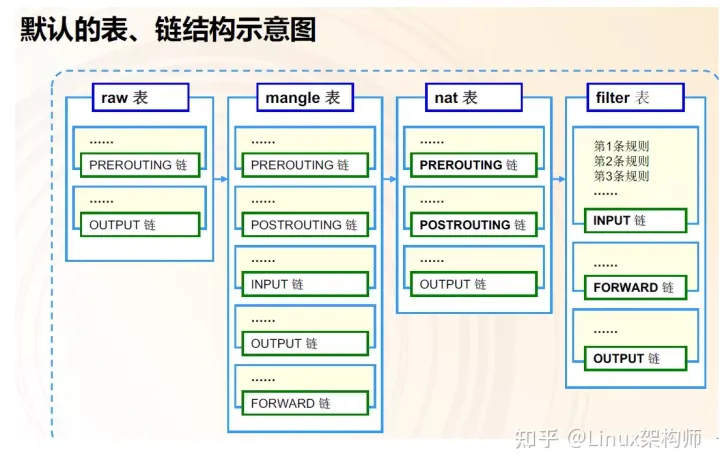 默认的表、链结构示意图
raw 表
......
PREROUTING 链
......
OUTPUT 链
mangle 表
......
PREROUTING 链
......
POSTROUTING 链
......
INPUT 链
......
OUTPUT 链
......
FORWARD 链
nat 表
......
PREROUTING 链
......
POSTROUTING 链
......
OUTPUT 链
filter 表
第1条规则
第2条规则
第3条规则
......
INPUT 链
......
FORWARD 链
......
OUTPUT 链
知乎 @Linux架构师